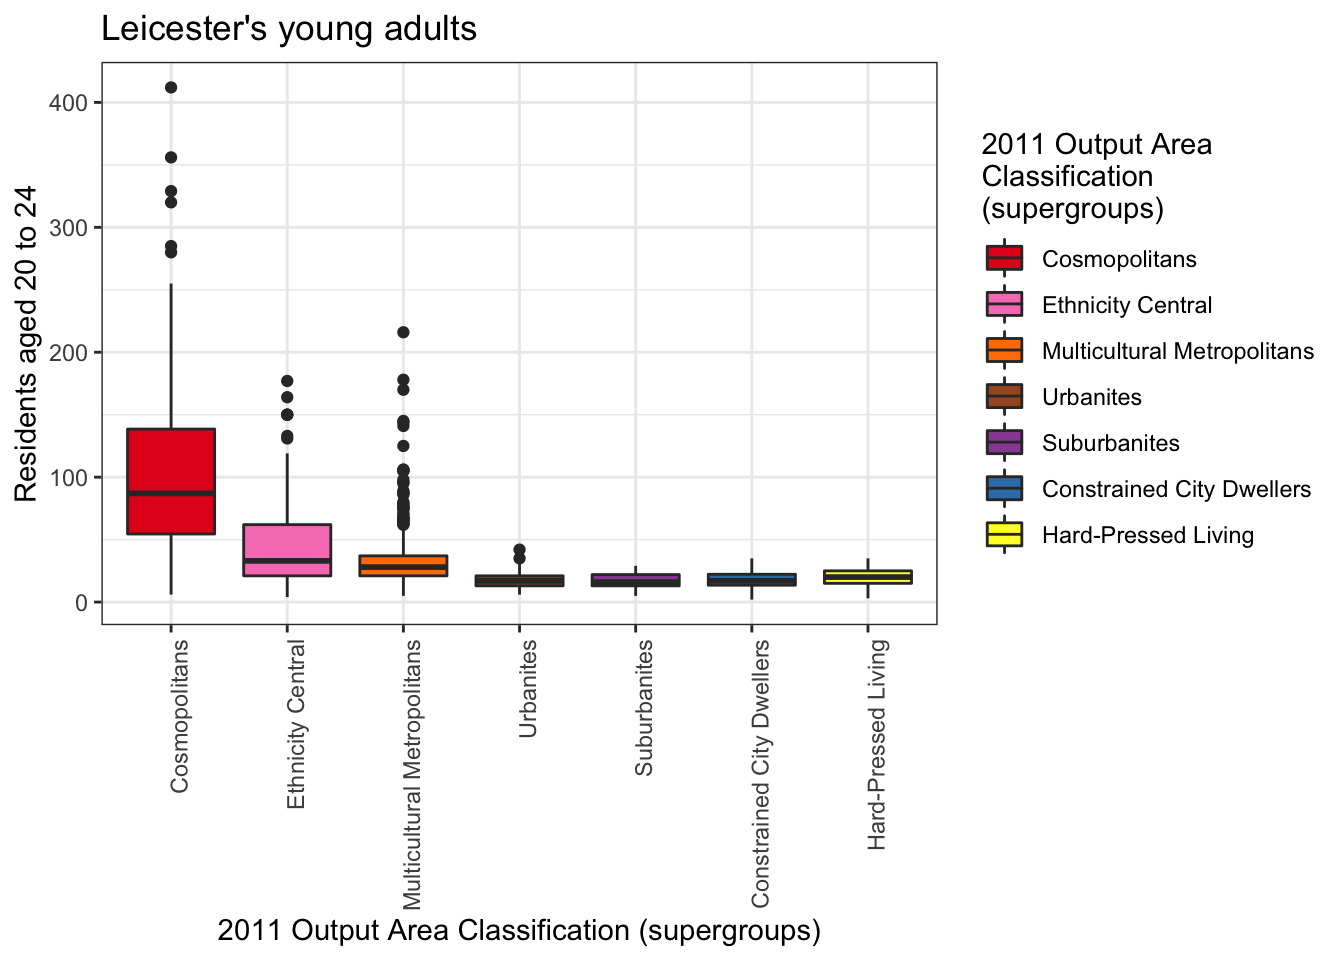 Leicester's young adults
Residents aged 20 to 24
400
300
200
100
0
Cosmopolitans
Ethnicity Central
Multicultural Metropolitans
Urbanites
Suburbanites
Constrained City Dwellers
Hard-Pressed Living
2011 Output Area Classification (supergroups)
2011 Output Area
Classification
(supergroups)
Cosmopolitans
Ethnicity Central
Multicultural Metropolitans
Urbanites
Suburbanites
Constrained City Dwellers
Hard-Pressed Living